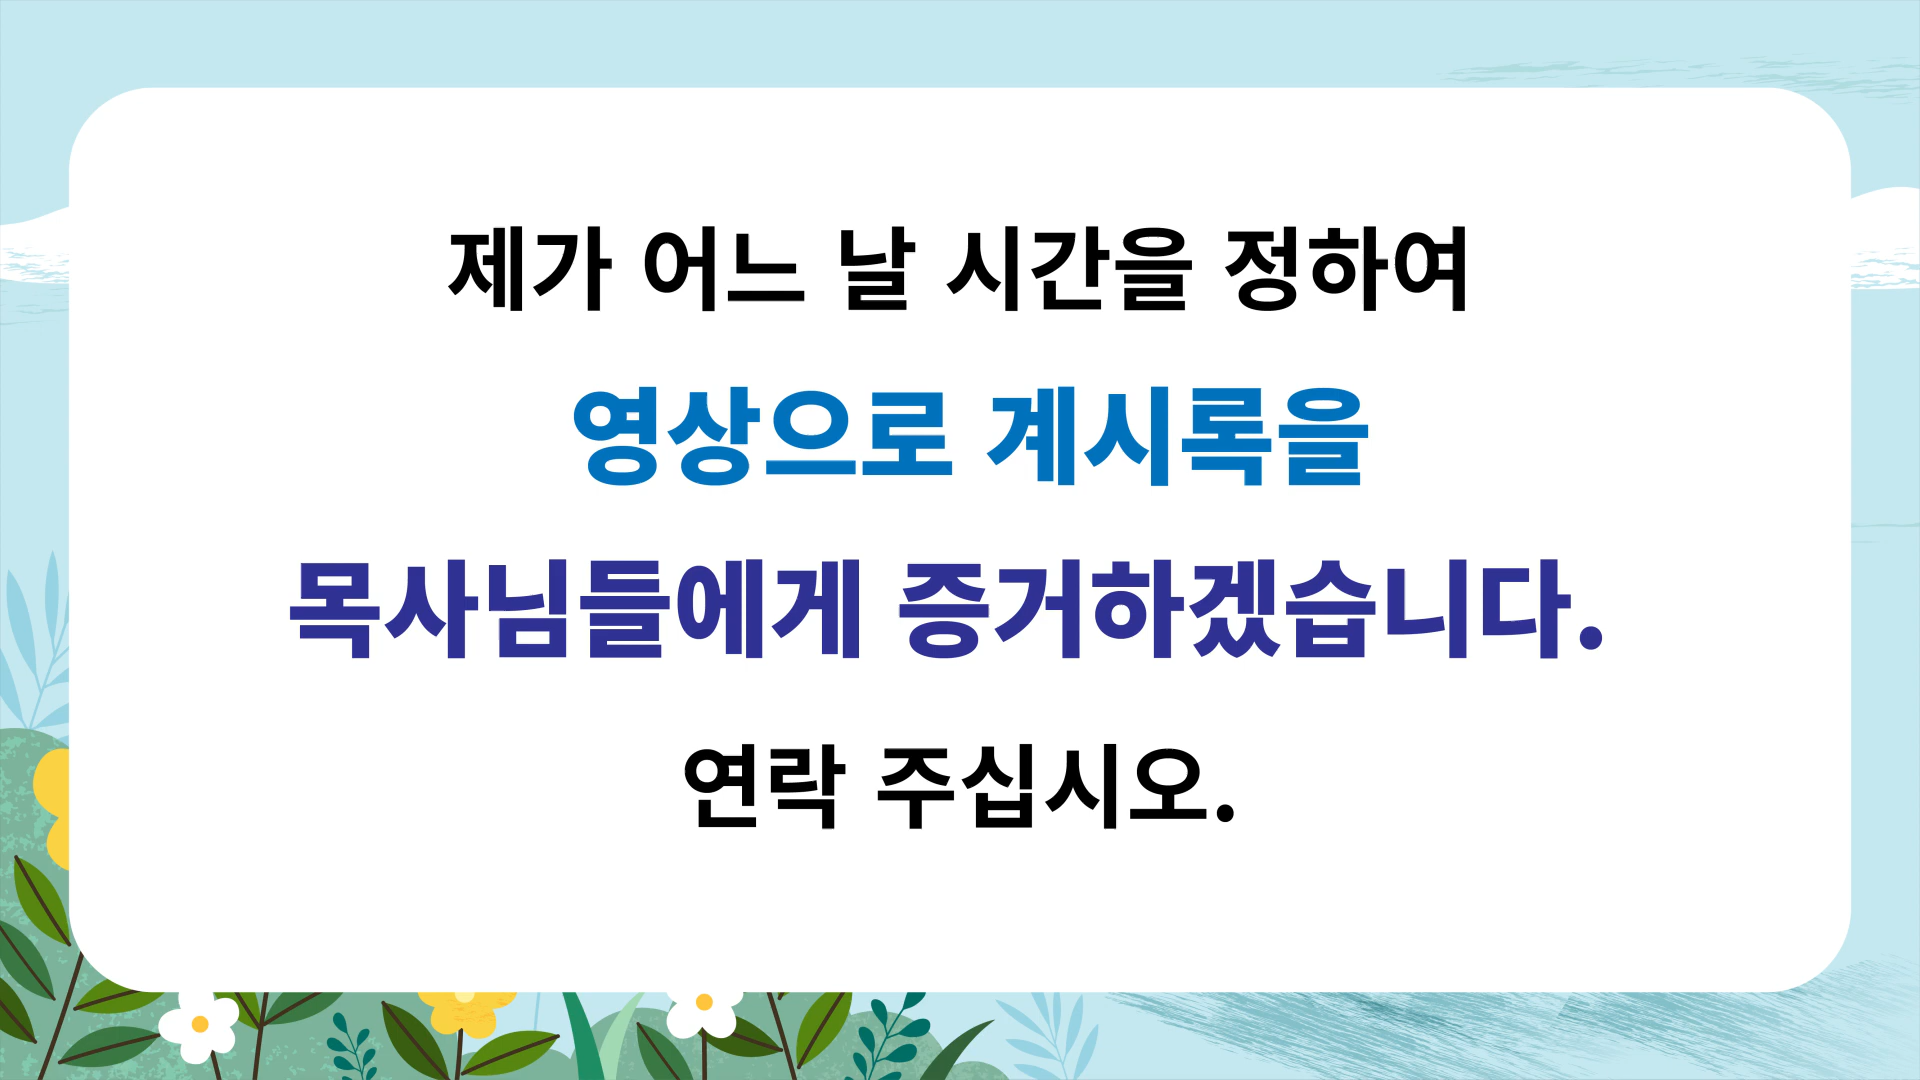 제가 어느 날 시간을 정하여
영상으로 계시록을
목사님들에게 증거하겠습니다.
연락 주십시오.